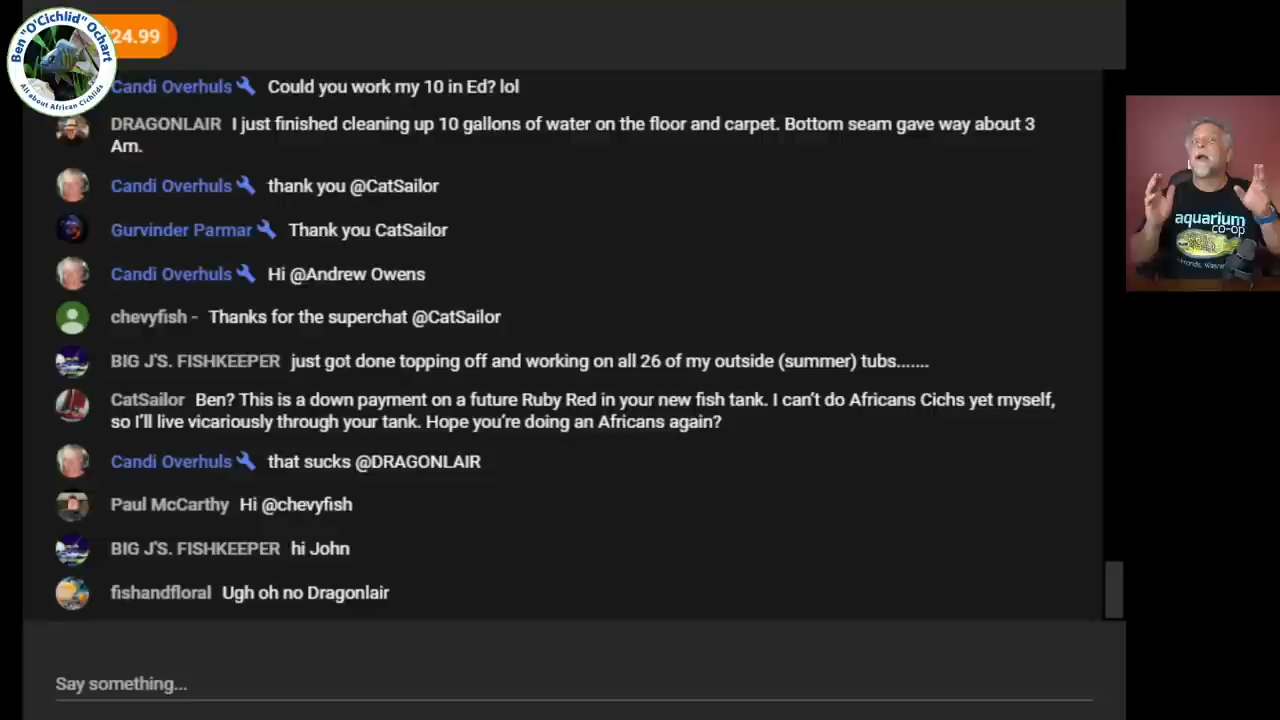 Ben "O'Cichlid" Ochart
All about African Cichlids
24.99
Candi Overhuls Could you work my 10 in Ed? lol
DRAGONLAIR I just finished cleaning up 10 gallons of water on the floor and carpet. Bottom seam gave way about 3
Am.
Candi Overhuls thank you @CatSailor
Gurvinder Parmar Thank you CatSailor
Candi Overhuls Hi @Andrew Owens
chevyfish - Thanks for the superchat @CatSailor
BIG J'S. FISHKEEPER just got done topping off and working on all 26 of my outside (summer) tubs.......
CatSailor Ben? This is a down payment on a future Ruby Red in your new fish tank. I can't do Africans Cichs yet myself,
so I'll live vicariously through your tank. Hope you're doing an Africans again?
Candi Overhuls that sucks @DRAGONLAIR
Paul McCarthy Hi @chevyfish
BIG J'S. FISHKEEPER hi John
fishandfloral Ugh oh no Dragonlair
Say something...
aquarium
co-op